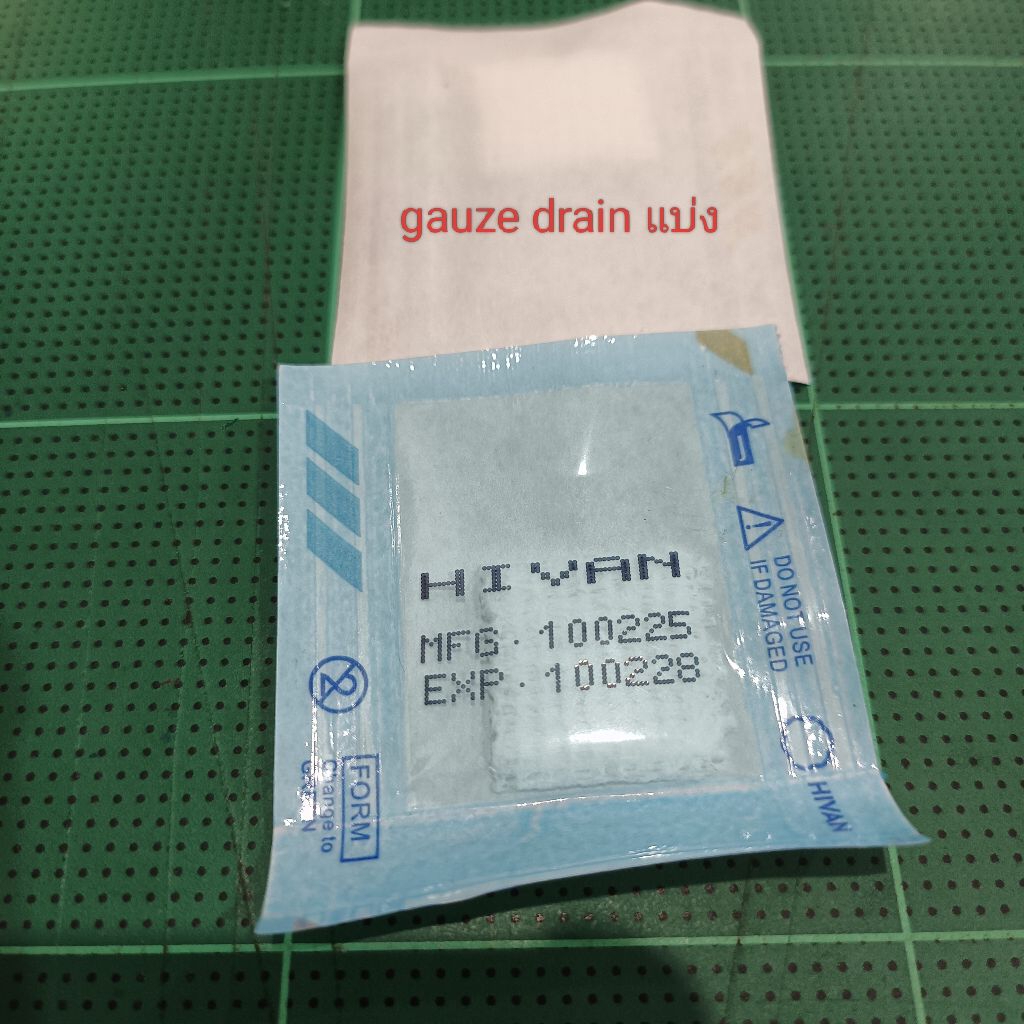 gauze drain แบ่ง
HIVAN
MFG. 100225
EXP. 100228
DO NOT USE
IF DAMAGED
HIVAN
FORM
Change to